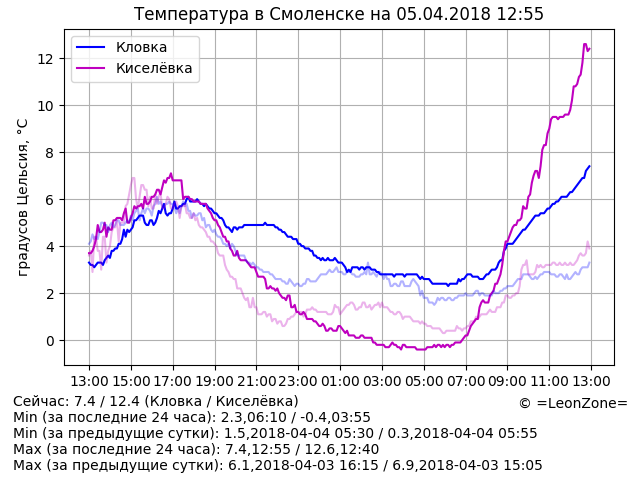 Температура в Смоленске на 05.04.2018 12:55
Кловка
Киселёвка
градусов Цельсия, °C
12
10
8
6
4
2
0
13:00 15:00 17:00 19:00 21:00 23:00 01:00 03:00 05:00 07:00 09:00 11:00 13:00
Сейчас: 7.4 / 12.4 (Кловка / Киселёвка)
© =LeonZone=
Min (за последние 24 часа): 2.3,06:10 / -0.4,03:55
Min (за предыдущие сутки): 1.5,2018-04-04 05:30 / 0.3,2018-04-04 05:55
Max (за последние 24 часа): 7.4,12:55 / 12.6,12:40
Max (за предыдущие сутки): 6.1,2018-04-03 16:15 / 6.9,2018-04-03 15:05